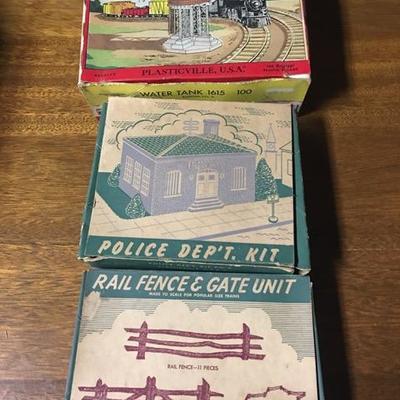 PLASTICVILLE, U.S.A.
WATER TANK 1615 100
POLICE DEP'T. KIT
RAIL FENCE & GATE UNIT
MADE TO SCALE FOR POPULAR SIZE TRAINS
RAIL FENCE—11 PIECES